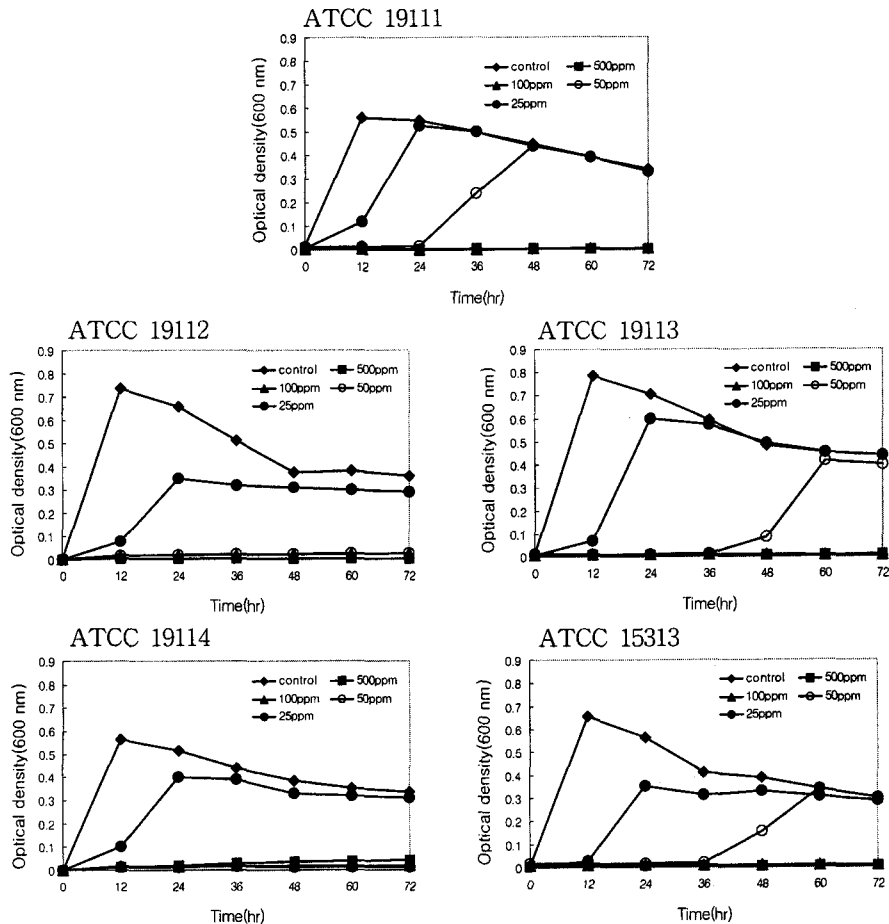 ATCC 19111
control
500ppm
100ppm
50ppm
25ppm
Optical density(600 nm)
0.9
0.8
0.7
0.6
0.5
0.4
0.3
0.2
0.1
0
0 12 24 36 48 60 72
Time(hr)
ATCC 19112
control
500ppm
100ppm
50ppm
25ppm
Optical density(600 nm)
0.9
0.8
0.7
0.6
0.5
0.4
0.3
0.2
0.1
0
0 12 24 36 48 60 72
Time(hr)
ATCC 19113
control
500ppm
100ppm
50ppm
25ppm
Optical density(600 nm)
0.9
0.8
0.7
0.6
0.5
0.4
0.3
0.2
0.1
0
0 12 24 36 48 60 72
Time(hr)
ATCC 19114
control
500ppm
100ppm
50ppm
25ppm
Optical density(600 nm)
0.9
0.8
0.7
0.6
0.5
0.4
0.3
0.2
0.1
0
0 12 24 36 48 60 72
Time(hr)
ATCC 15313
control
500ppm
100ppm
50ppm
25ppm
Optical density(600 nm)
0.9
0.8
0.7
0.6
0.5
0.4
0.3
0.2
0.1
0
0 12 24 36 48 60 72
Time(hr)